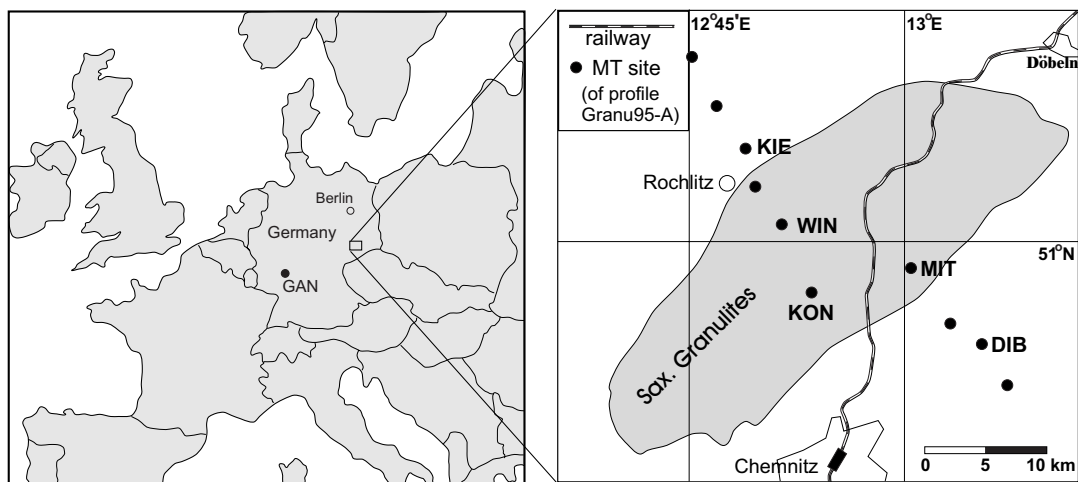 Berlin
Germany
GAN
railway
MT site
(of profile
Granu95-A)
12°45'E
13°E
Döbeln
KIE
Rochlitz
WIN
51°N
MIT
KON
DIB
Sax. Granulites
Chemnitz
0 5 10 km